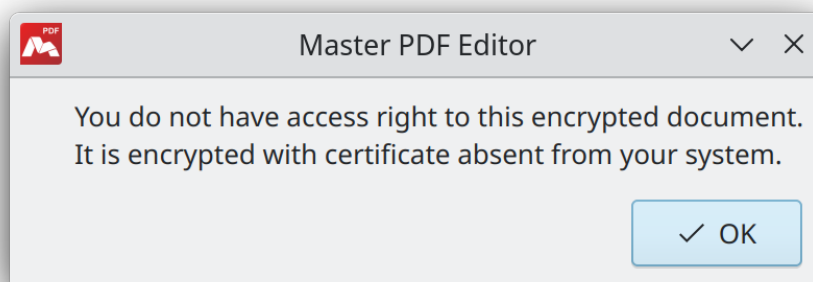 PDF
Master PDF Editor
You do not have access right to this encrypted document.
It is encrypted with certificate absent from your system.
OK